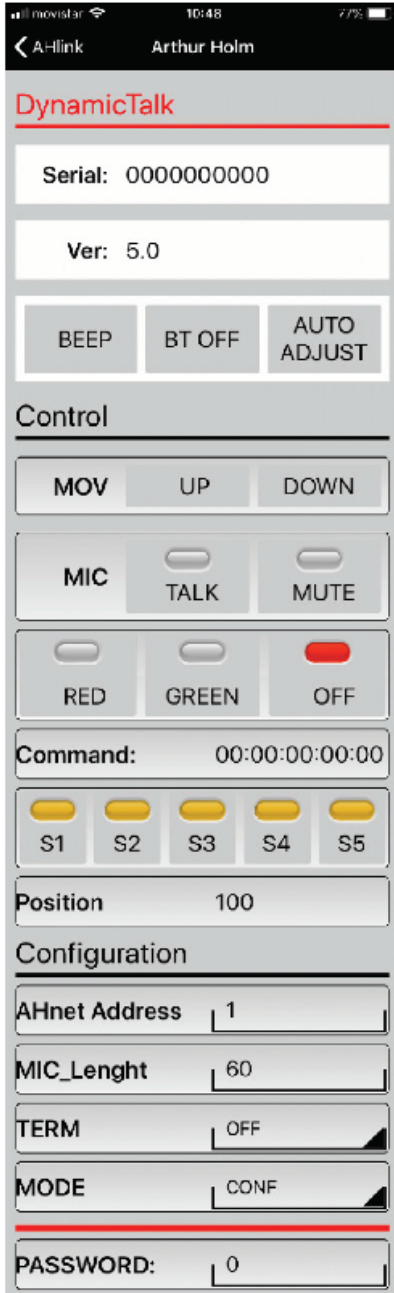 movistar 10:48 77%
AHlink Arthur Holm
DynamicTalk
Serial: 0000000000
Ver: 5.0
BEEP BT OFF AUTO ADJUST
Control
MOV UP DOWN
MIC TALK MUTE
RED GREEN OFF
Command: 00:00:00:00:00
S1 S2 S3 S4 S5
Position 100
Configuration
AHnet Address 1
MIC_Lenght 60
TERM OFF
MODE CONF
PASSWORD: 0